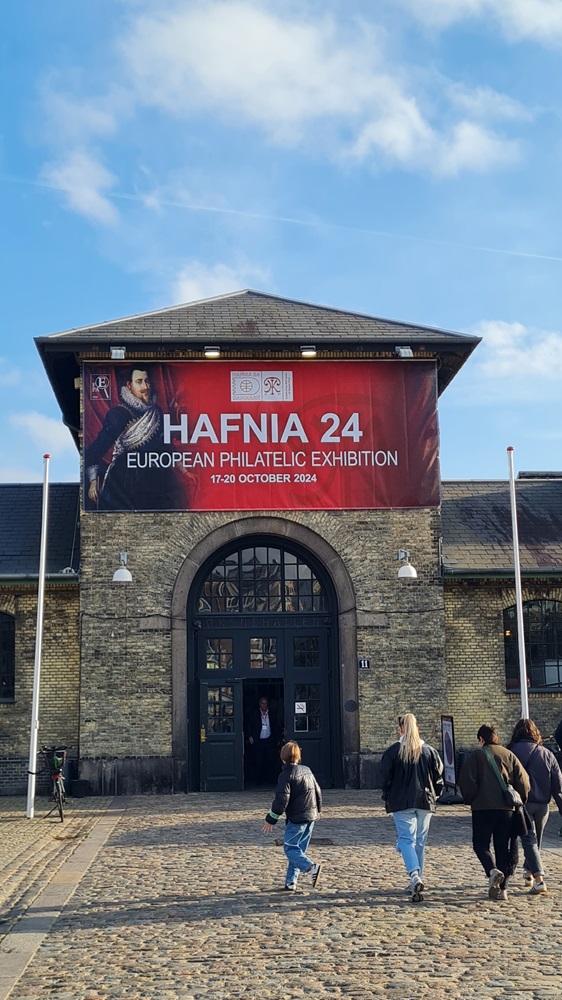 HAFNIA 24
EUROPEAN PHILATELIC EXHIBITION
17-20 OCTOBER 2024
11